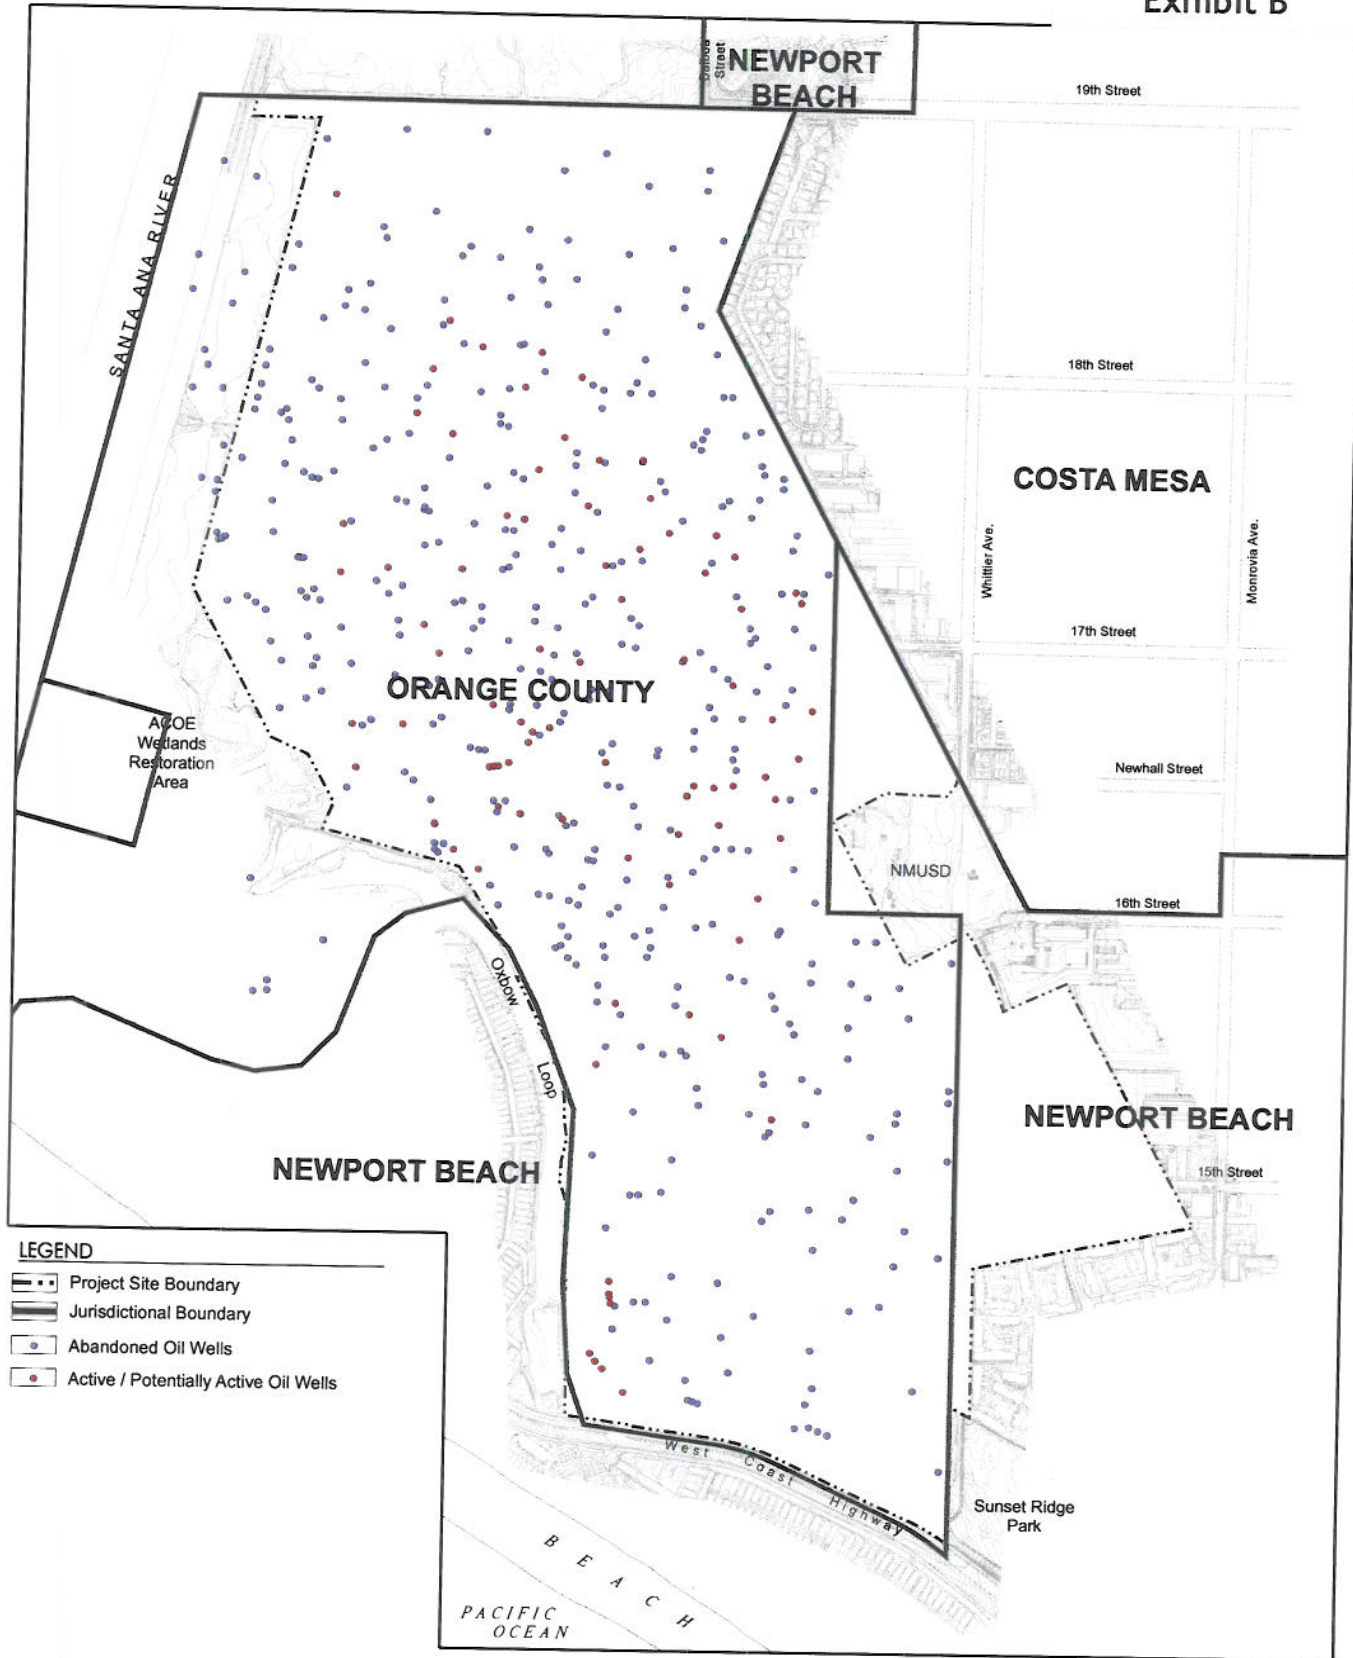 Exhibit B
Balboa
Street
NEWPORT
BEACH
19th Street
SANTA ANA RIVER
18th Street
COSTA MESA
Whittier Ave.
Monrovia Ave.
17th Street
ORANGE COUNTY
ACOE
Wetlands
Restoration
Area
Newhall Street
NMUSD
16th Street
Oxbow
Loop
NEWPORT BEACH
NEWPORT BEACH
15th Street
LEGEND
Project Site Boundary
Jurisdictional Boundary
Abandoned Oil Wells
Active / Potentially Active Oil Wells
West Coast Highway
Sunset Ridge
Park
BEACH
PACIFIC
OCEAN